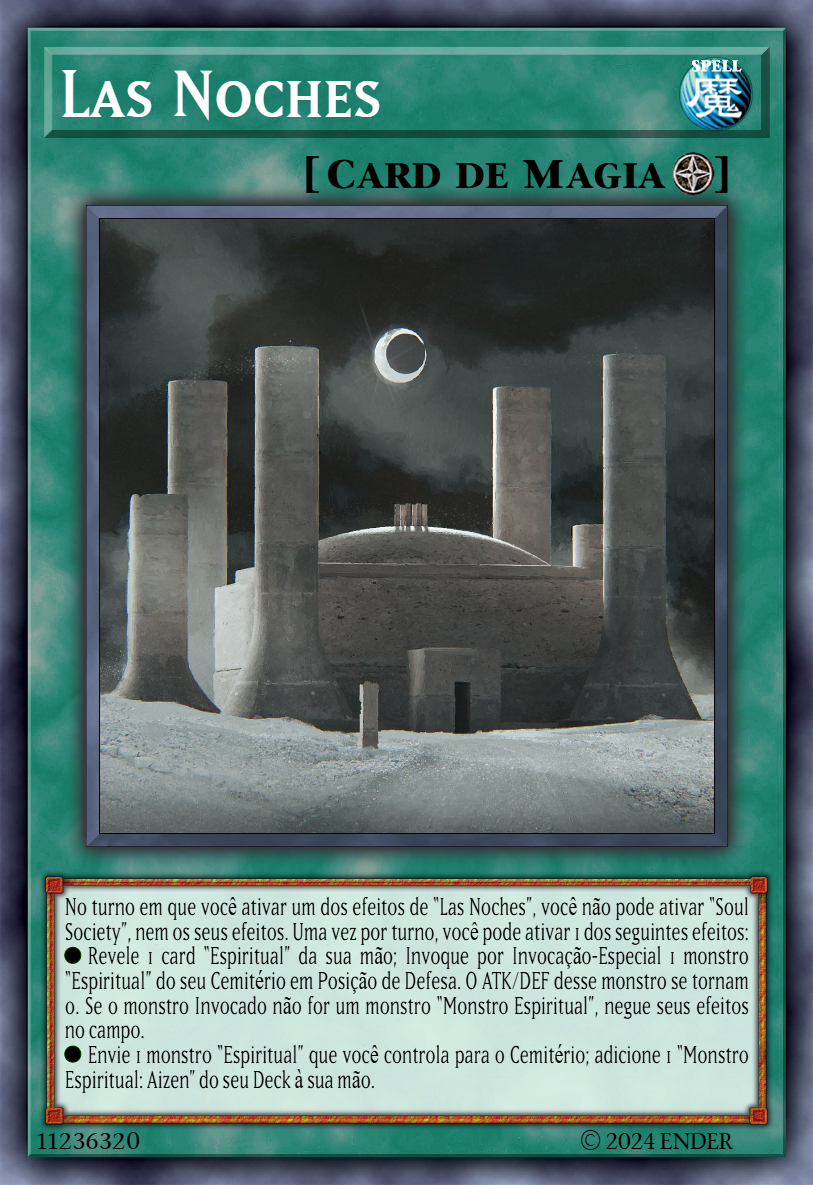 Las Noches
SPELL
魔
[Card de Magia]
No turno em que você ativar um dos efeitos de "Las Noches", você não pode ativar "Soul
Society", nem os seus efeitos. Uma vez por turno, você pode ativar 1 dos seguintes efeitos:
● Revele 1 card "Espiritual" da sua mão; Invoque por Invocação-Especial 1 monstro
"Espiritual" do seu Cemitério em Posição de Defesa. O ATK/DEF desse monstro se tornam
0. Se o monstro Invocado não for um monstro "Monstro Espiritual", negue seus efeitos
no campo.
● Envie 1 monstro "Espiritual" que você controla para o Cemitério; adicione 1 "Monstro
Espiritual: Aizen" do seu Deck à sua mão.
11236320
© 2024 ENDER